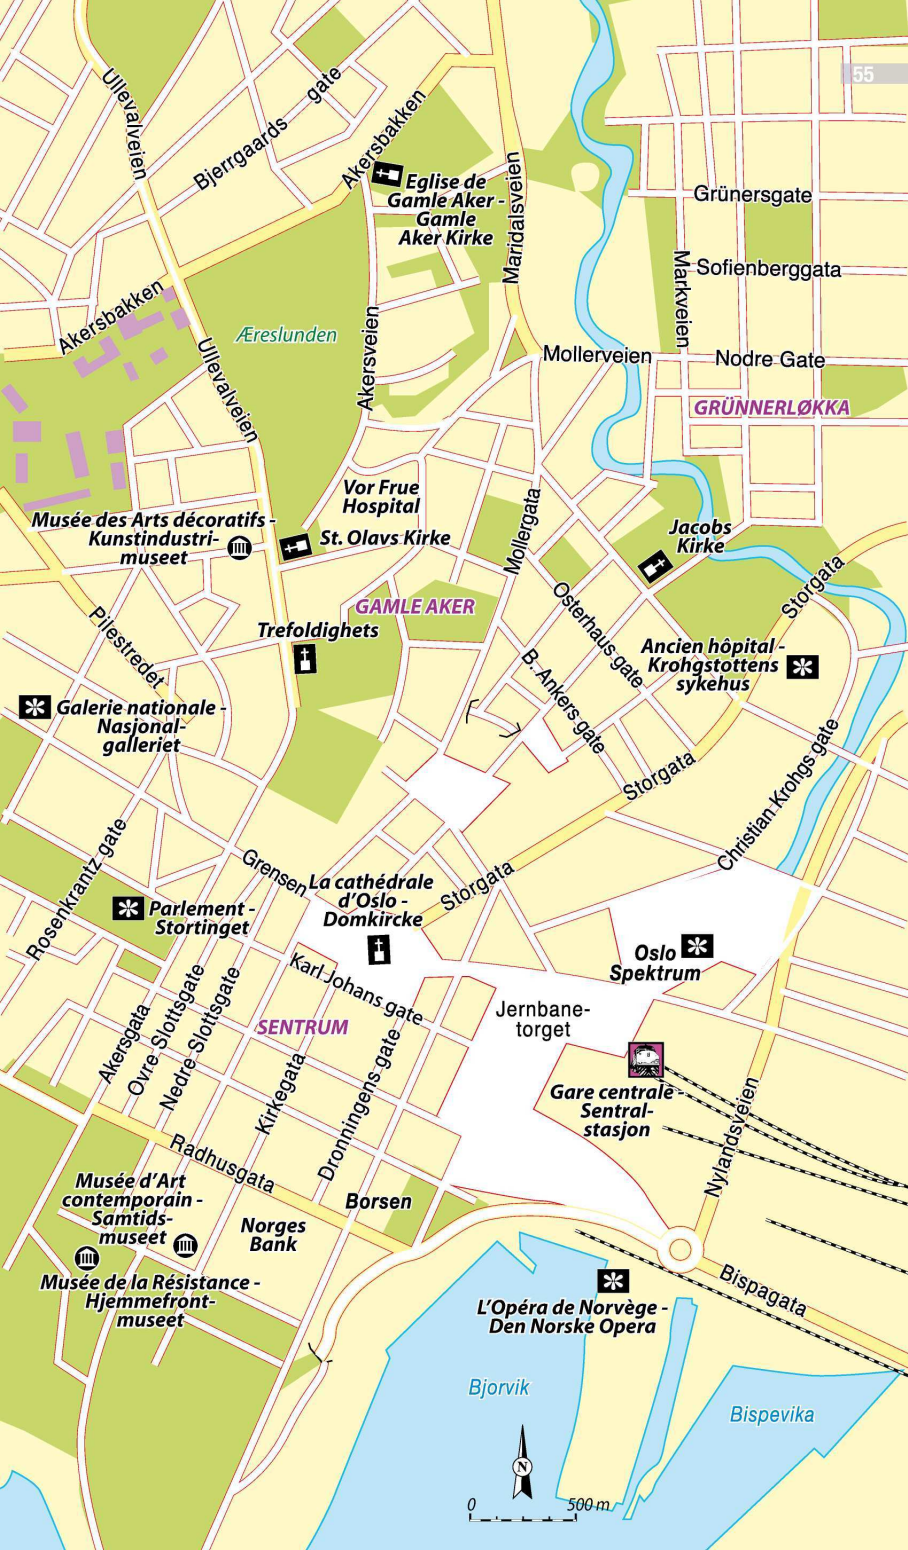 55
Ullevalveien
Bjerrgaards gate
Akersbakken
Eglise de
Gamle Aker -
Gamle
Aker Kirke
Maridalsveien
Grünersgate
Sofienberggata
Markveien
Akersbakken
Æreslunden
Ullevalveien
Akersveien
Mollerveien
Nodre Gate
GRÜNNERLØKKA
Vor Frue
Hospital
Musée des Arts décoratifs -
Kunstindustri-
museet
St. Olavs Kirke
Mollergata
Jacobs
Kirke
Storgata
GAMLE AKER
Osterhaus gate
Pilestredet
Trefoldighets
B. Ankers gate
Ancien hôpital -
Krohgstottens
sykehus
Galerie nationale -
Nasjonal-
galleriet
Storgata
Christian Krohgs gate
Rosenkrantz gate
Grensen
La cathédrale
d'Oslo -
Domkircke
Storgata
Parlement -
Stortinget
Oslo
Spektrum
Karl Johans gate
Jernbane-
torget
SENTRUM
Akersgata
Ovre Slottsgate
Nedre Slottsgate
Kirkegata
Dronningens gate
Gare centrale -
Sentral-
stasjon
Nylandsveien
Radhusgata
Musée d'Art
contemporain -
Samtids-
museet
Borsen
Norges
Bank
Musée de la Résistance -
Hjemmefront-
museet
Bispagata
L'Opéra de Norvège -
Den Norske Opera
Bjorvik
Bispevika
N
0 500 m